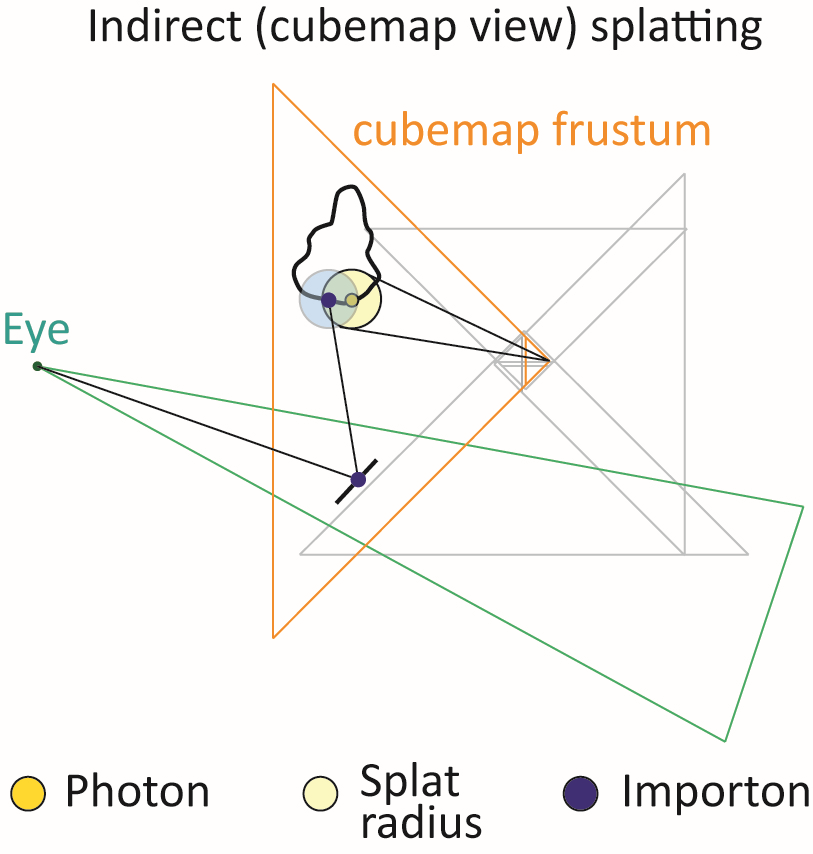 Indirect (cubemap view) splatting
cubemap frustum
Eye
Photon
Splat
radius
Importon